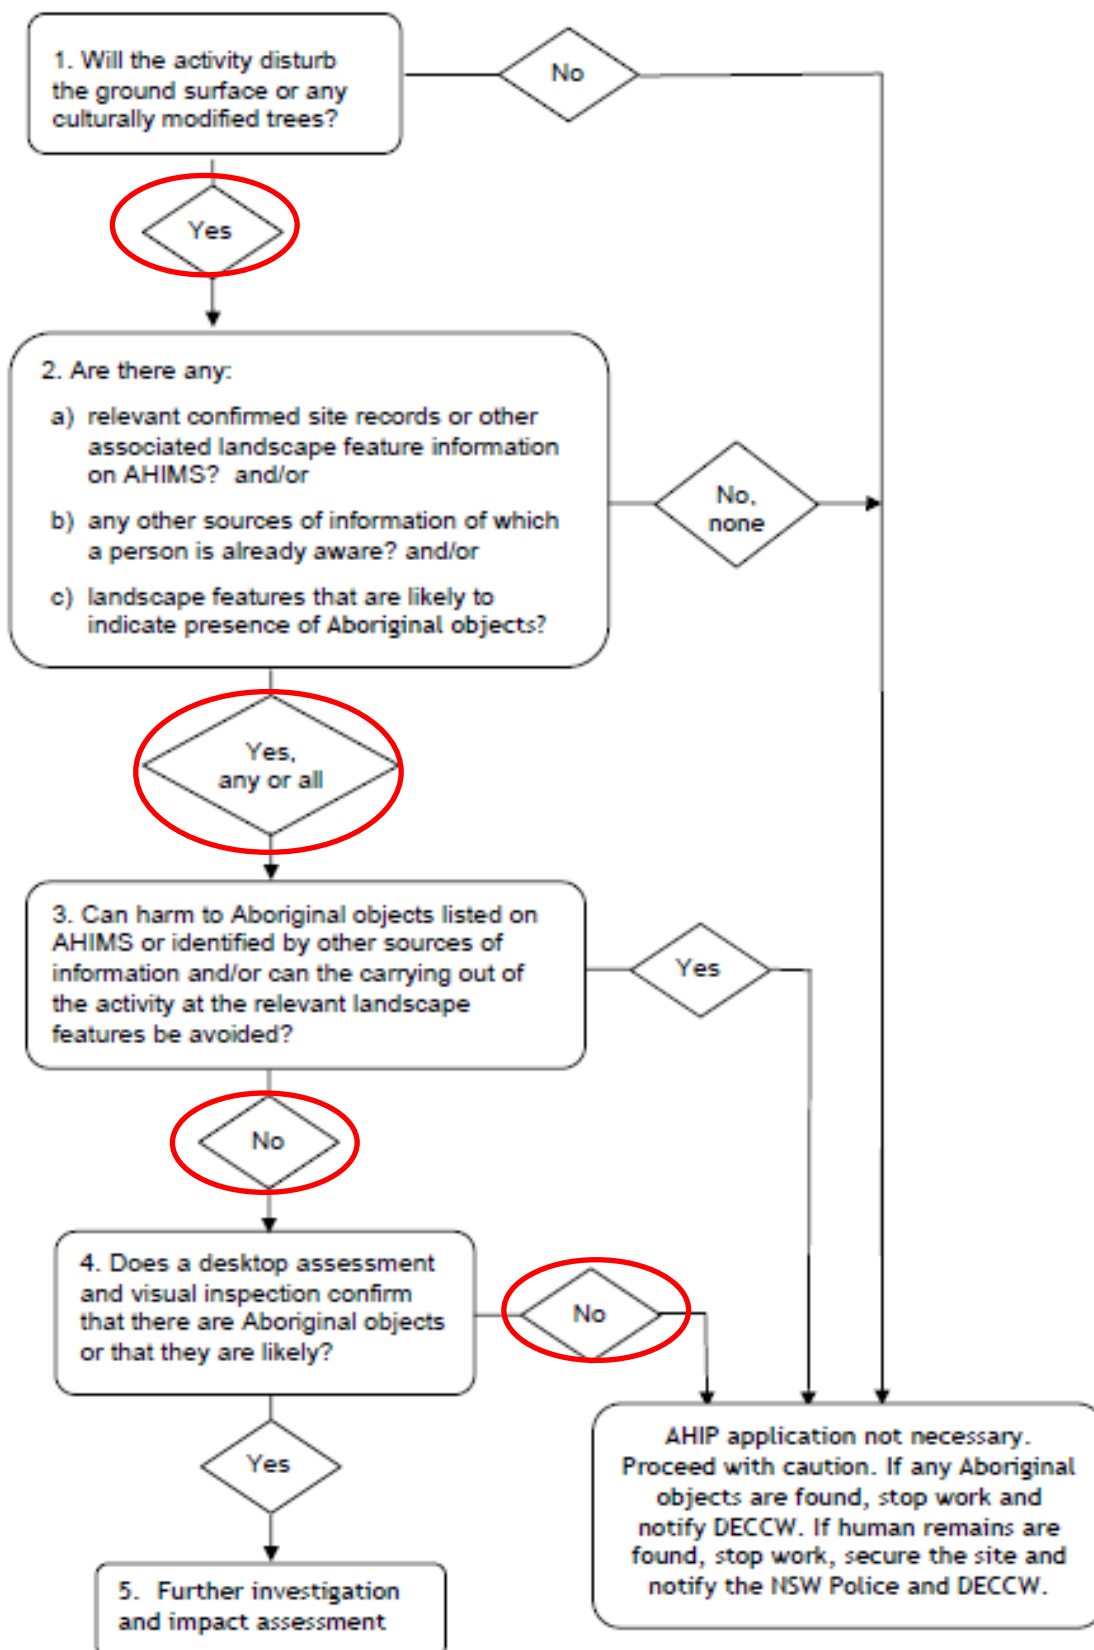 1. Will the activity disturb
the ground surface or any
culturally modified trees?
No
Yes
2. Are there any:
a) relevant confirmed site records or other
associated landscape feature information
on AHIMS? and/or
b) any other sources of information of which
a person is already aware? and/or
c) landscape features that are likely to
indicate presence of Aboriginal objects?
No,
none
Yes,
any or all
3. Can harm to Aboriginal objects listed on
AHIMS or identified by other sources of
information and/or can the carrying out of
the activity at the relevant landscape
features be avoided?
Yes
No
4. Does a desktop assessment
and visual inspection confirm
that there are Aboriginal objects
or that they are likely?
No
Yes
AHIP application not necessary.
Proceed with caution. If any Aboriginal
objects are found, stop work and
notify DECCW. If human remains are
found, stop work, secure the site and
notify the NSW Police and DECCW.
5. Further investigation
and impact assessment